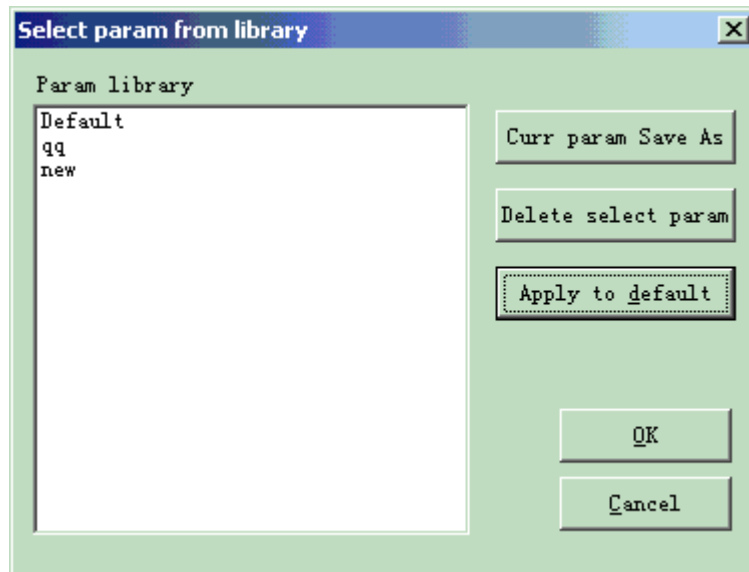 Select param from library
Param library
Default
qq
new
Curr param Save As
Delete select param
Apply to default
OK
Cancel